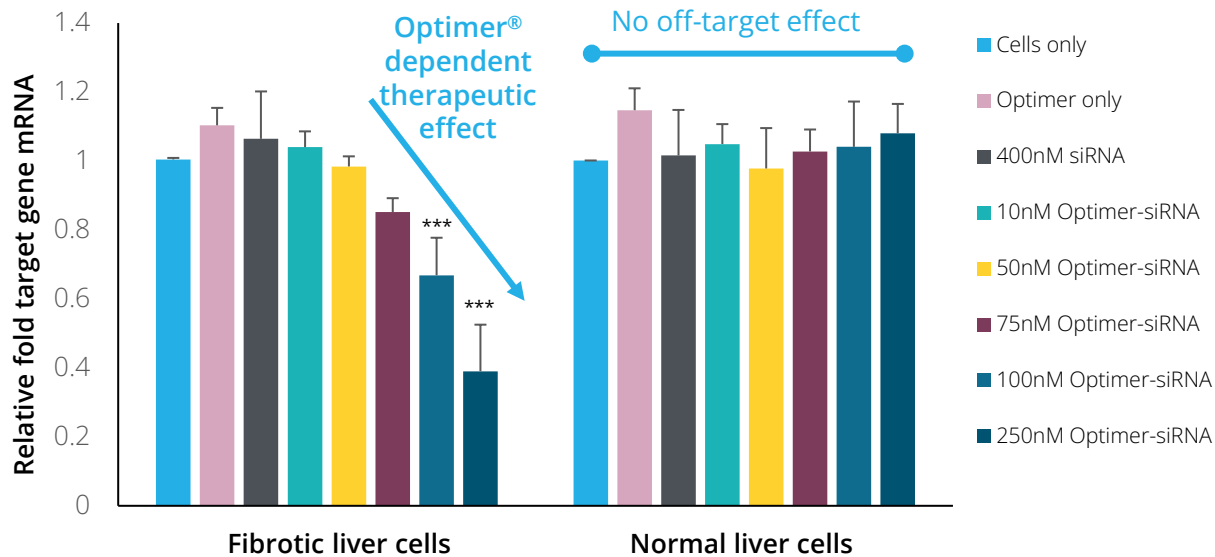 Relative fold target gene mRNA
1.4
1.2
1
0.8
0.6
0.4
0.2
0
Optimer®
dependent
therapeutic
effect
***
***
No off-target effect
Fibrotic liver cells
Normal liver cells
Cells only
Optimer only
400nM siRNA
10nM Optimer-siRNA
50nM Optimer-siRNA
75nM Optimer-siRNA
100nM Optimer-siRNA
250nM Optimer-siRNA